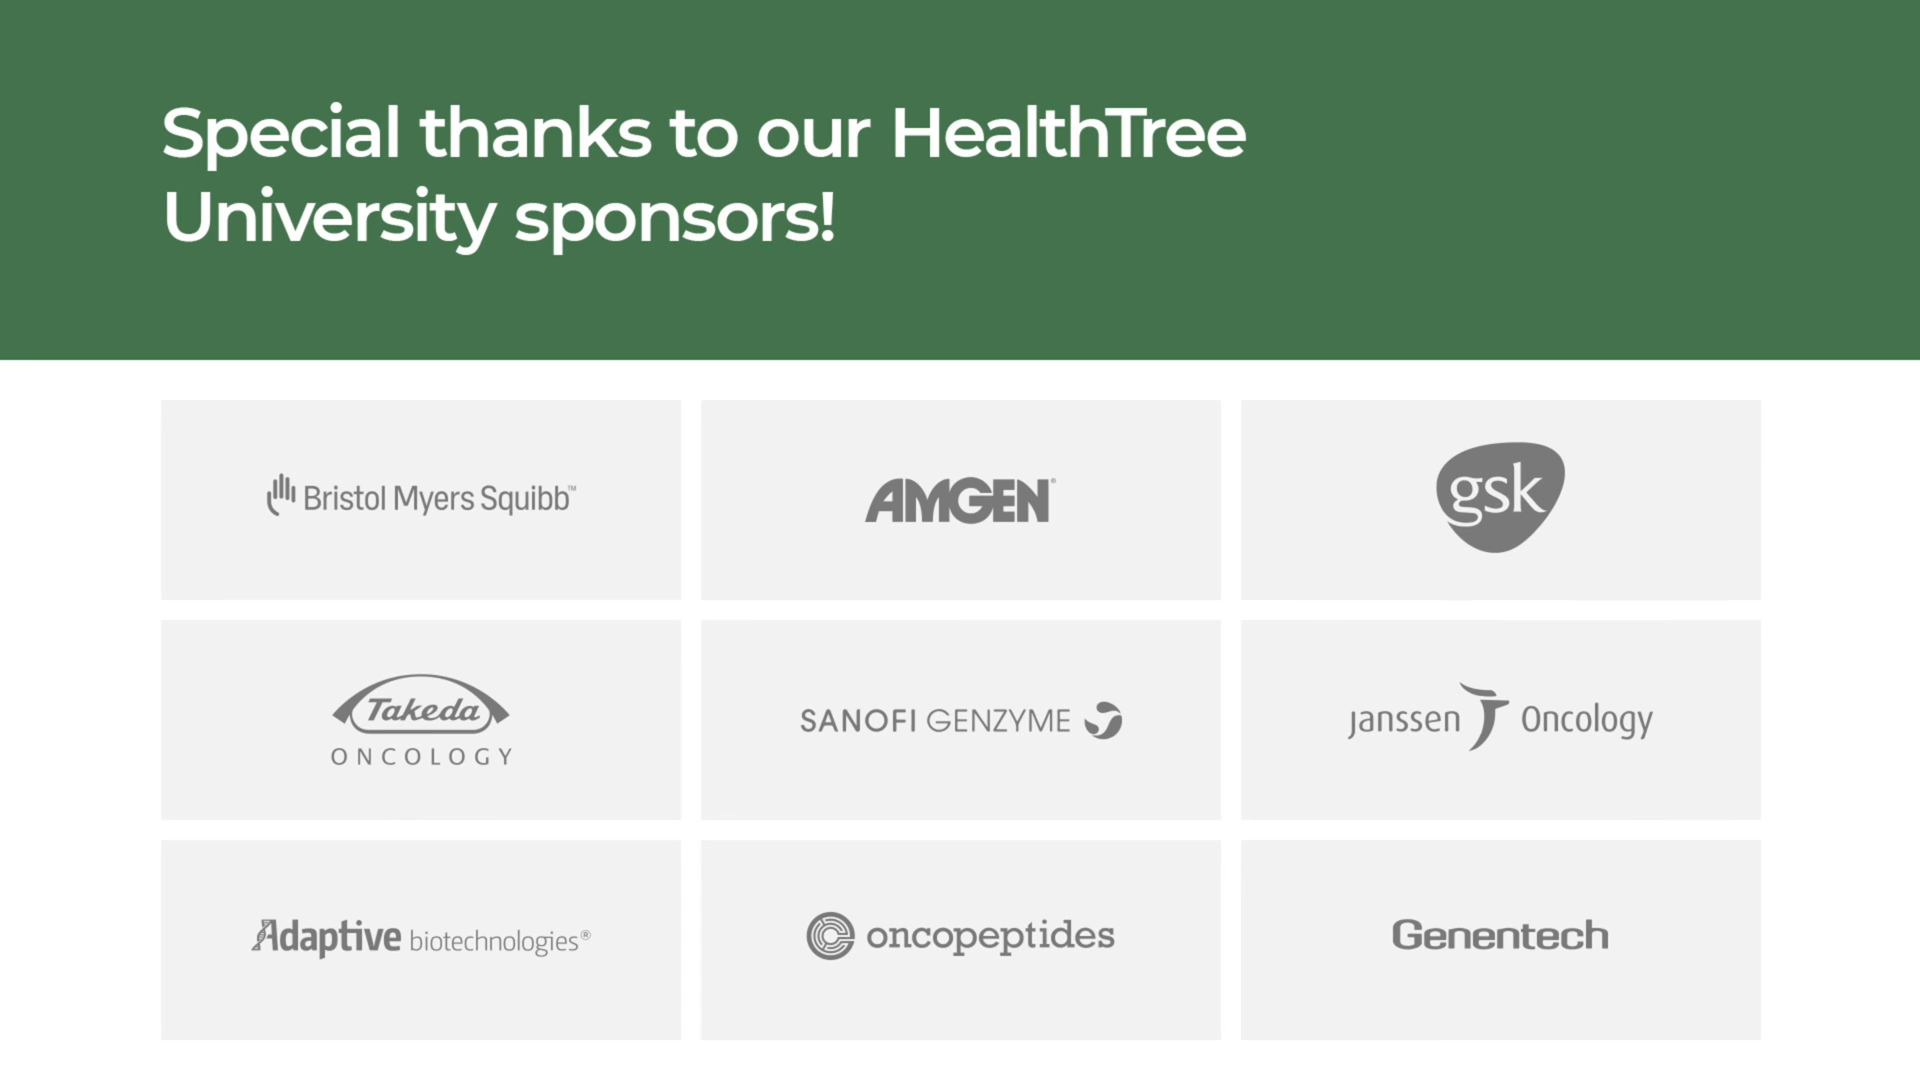 Special thanks to our HealthTree
University sponsors!
Bristol Myers Squibb™
AMGEN®
gsk
Takeda
ONCOLOGY
SANOFI GENZYME
janssen Oncology
Adaptive biotechnologies®
oncopeptides
Genentech